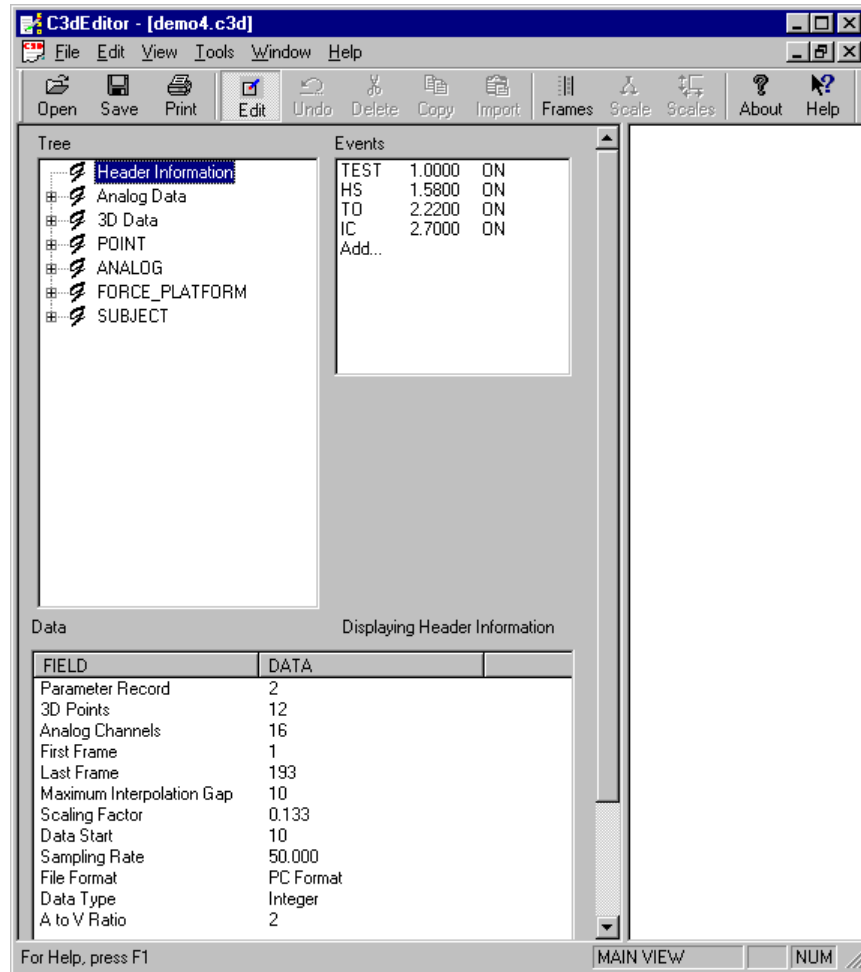 C3dEditor - [demo4.c3d]
File Edit View Tools Window Help
Open Save Print Edit Undo Delete Copy Import Frames Scale Scales About Help
Tree
Header Information
Analog Data
3D Data
POINT
ANALOG
FORCE_PLATFORM
SUBJECT
Events
TEST 1.0000 ON
HS 1.5800 ON
TO 2.2200 ON
IC 2.7000 ON
Add...
Data Displaying Header Information
FIELD DATA
Parameter Record 2
3D Points 12
Analog Channels 16
First Frame 1
Last Frame 193
Maximum Interpolation Gap 10
Scaling Factor 0.133
Data Start 10
Sampling Rate 50.000
File Format PC Format
Data Type Integer
A to V Ratio 2
For Help, press F1 MAIN VIEW NUM